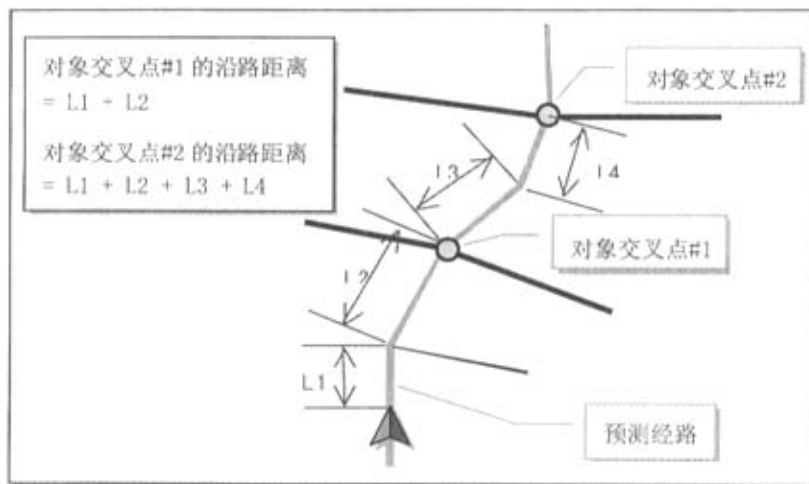 对象交叉点#1 的沿路距离
= L1 + L2
对象交叉点#2 的沿路距离
= L1 + L2 + L3 + L4
对象交叉点#2
L3
L4
对象交叉点#1
L2
L1
预测经路